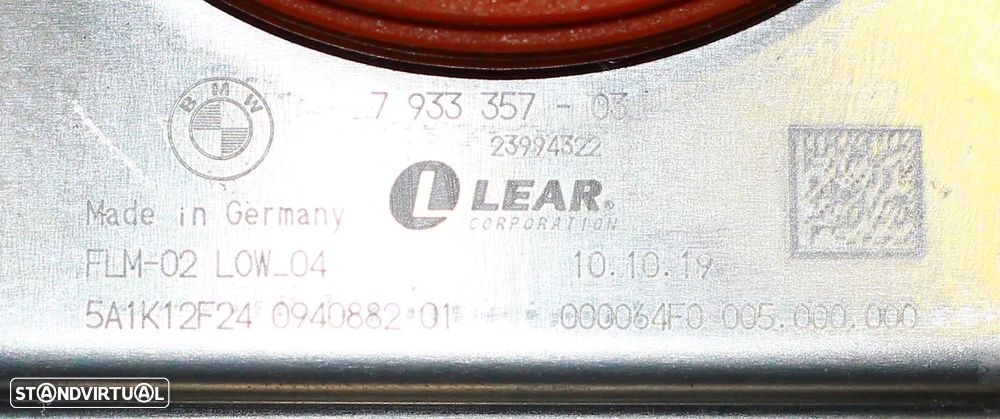 BMW
7 933 357 - 03
23994322
LEAR.
CORPORATION
Made in Germany
FLM-02 LOW_04
10.10.19
5A1K12F24 0940882 01
000064F0 005.000.000
STANDVIRTUAL